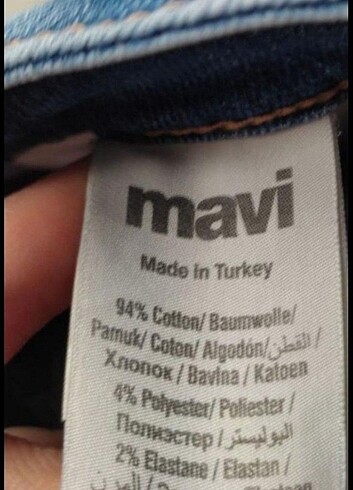 mavi
Made in Turkey
94% Cotton/ Baumwolle/
Pamuk/ Coton/ Algodón/القطن/
Хлопок / Bavlna / Katoen
4% Polyester/ Poliester /
Полиэстер / البوليستر /
2% Elastane / Elastan /